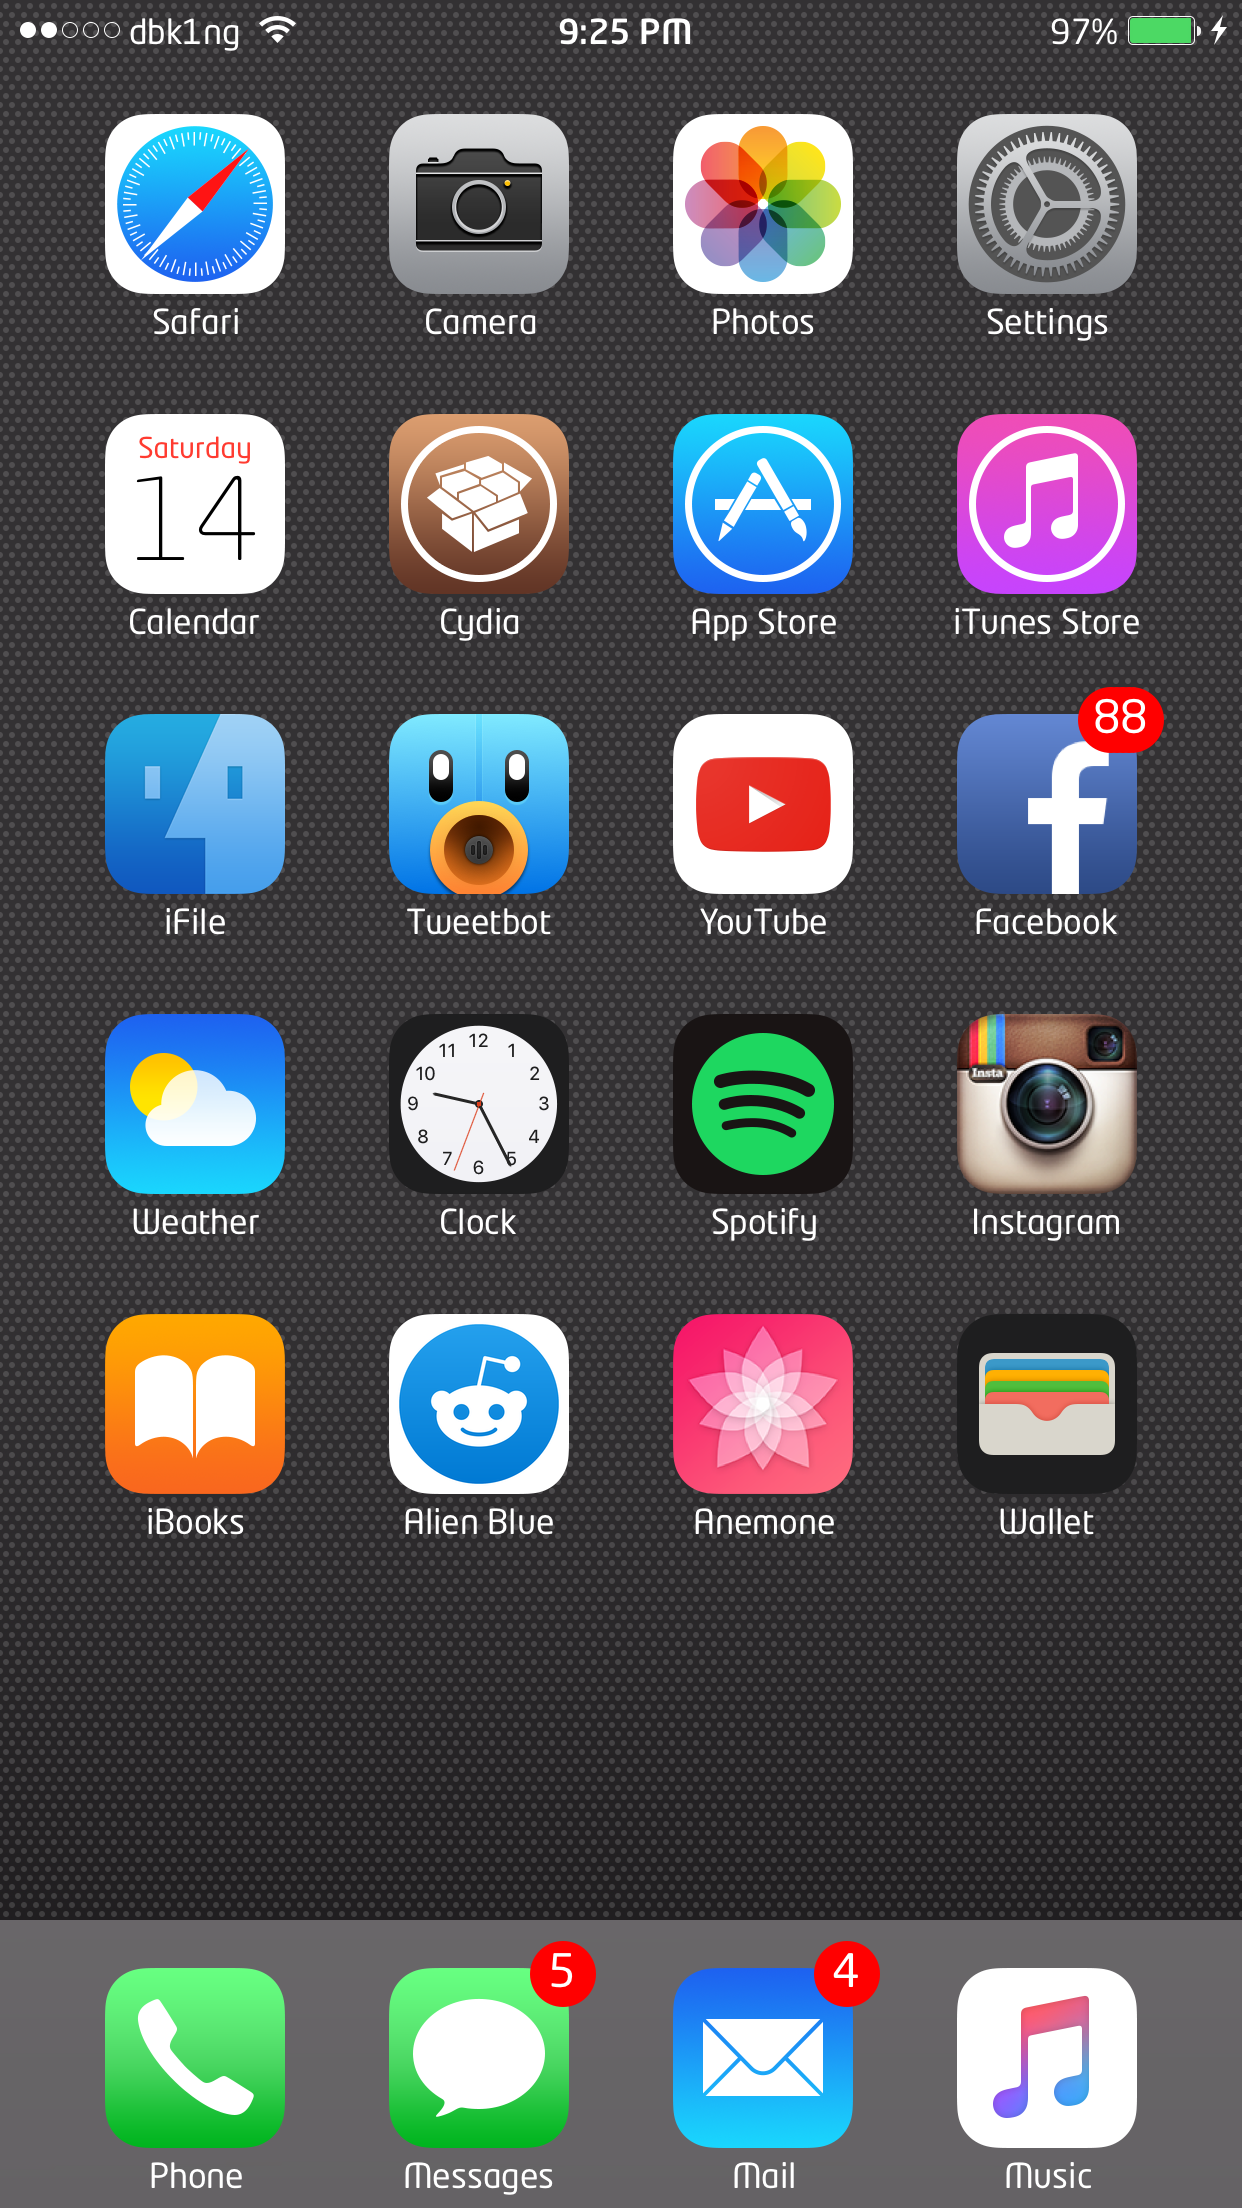 dbk1ng 9:25 PM 97%
Safari Camera Photos Settings
Saturday
14
Calendar Cydia App Store iTunes Store
88
iFile Tweetbot YouTube Facebook
12
11 1
10 2
9 3
8 4
7 5
6
Insta
Weather Clock Spotify Instagram
iBooks Alien Blue Anemone Wallet
5 4
Phone Messages Mail Music